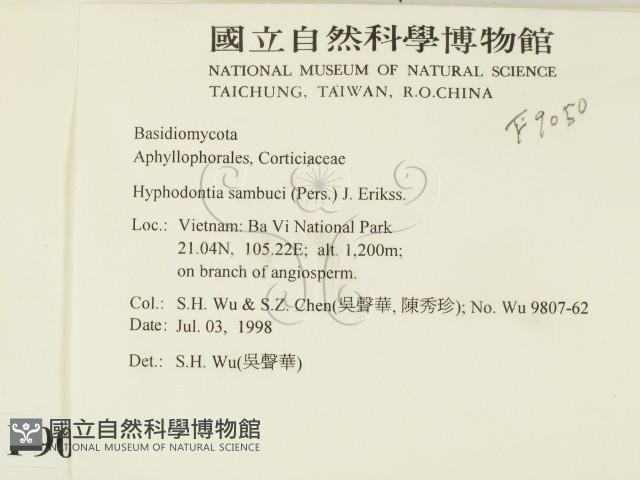 國立自然科學博物館
NATIONAL MUSEUM OF NATURAL SCIENCE
TAICHUNG, TAIWAN, R.O.CHINA
F9050
Basidiomycota
Aphyllophorales, Corticiaceae
Hyphodontia sambuci (Pers.) J. Erikss.
Loc.: Vietnam: Ba Vi National Park
21.04N, 105.22E; alt. 1,200m;
on branch of angiosperm.
Col.: S.H. Wu & S.Z. Chen(吳聲華, 陳秀珍); No. Wu 9807-62
Date: Jul. 03, 1998
Det.: S.H. Wu(吳聲華)
國立自然科學博物館
NATIONAL MUSEUM OF NATURAL SCIENCE